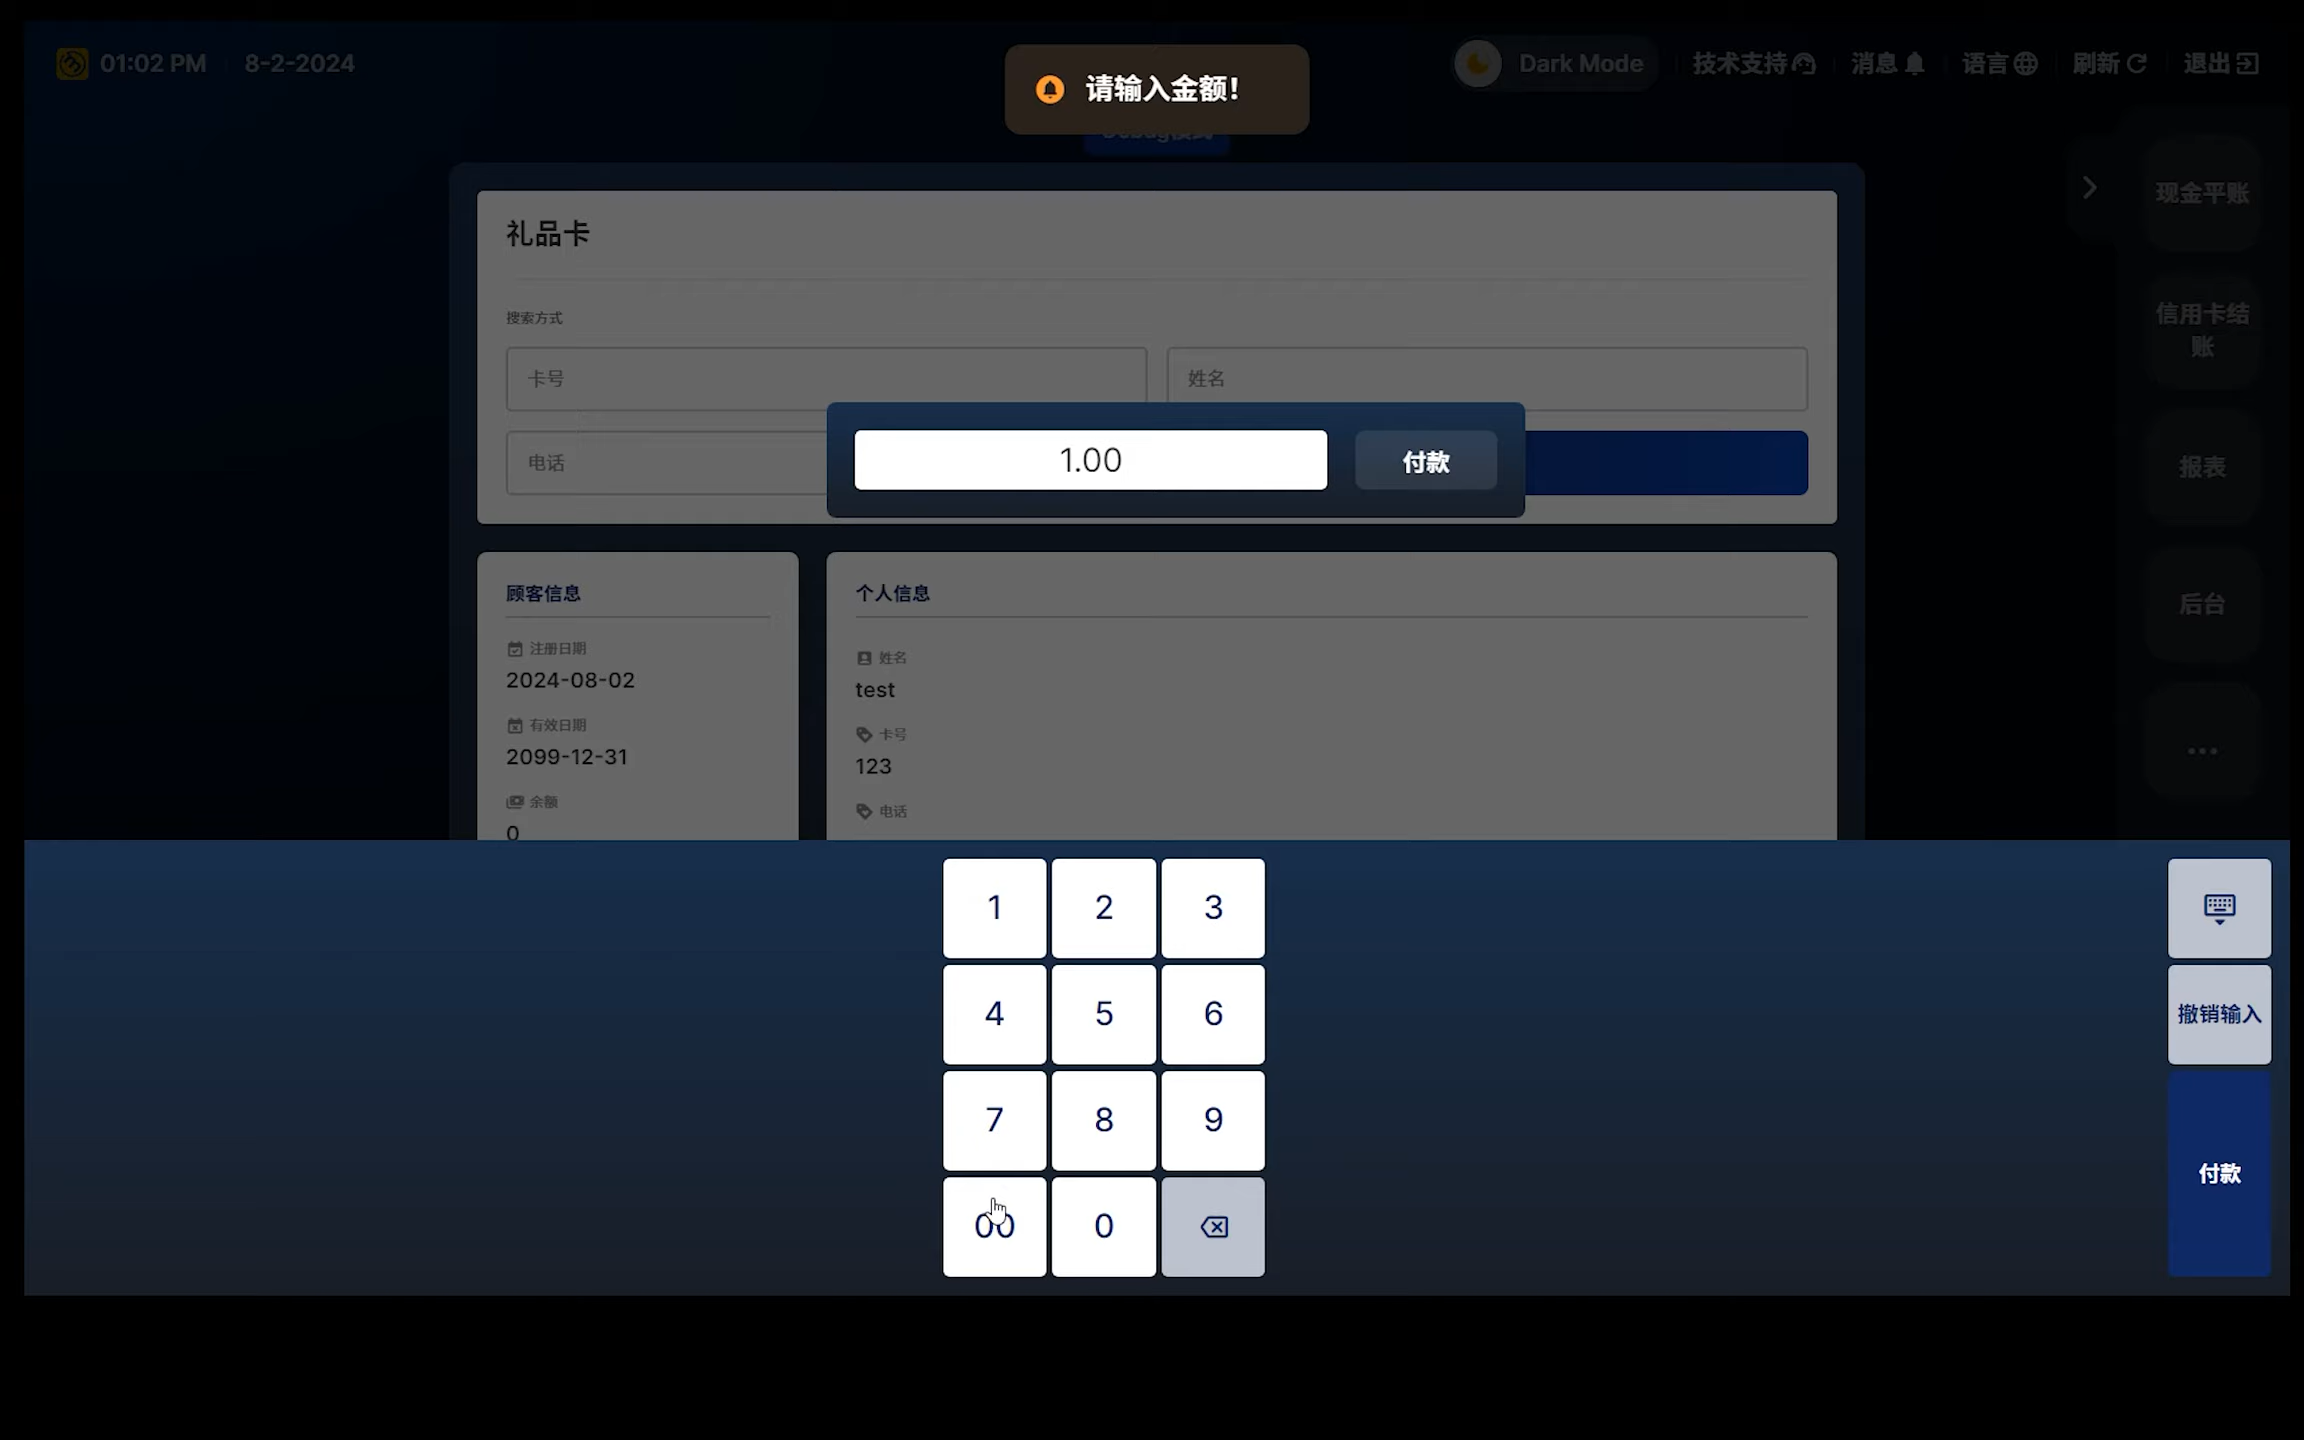 01:02 PM 8-2-2024
请输入金额！
Dark Mode 技术支持 消息 语言 刷新 退出
礼品卡
搜索方式
卡号 姓名
电话
1.00 付款
现金平账
信用卡结
账
报表
后台
...
顾客信息
注册日期
2024-08-02
有效日期
2099-12-31
余额
0
个人信息
姓名
test
卡号
123
电话
1 2 3
4 5 6
7 8 9
00 0
撤销输入
付款